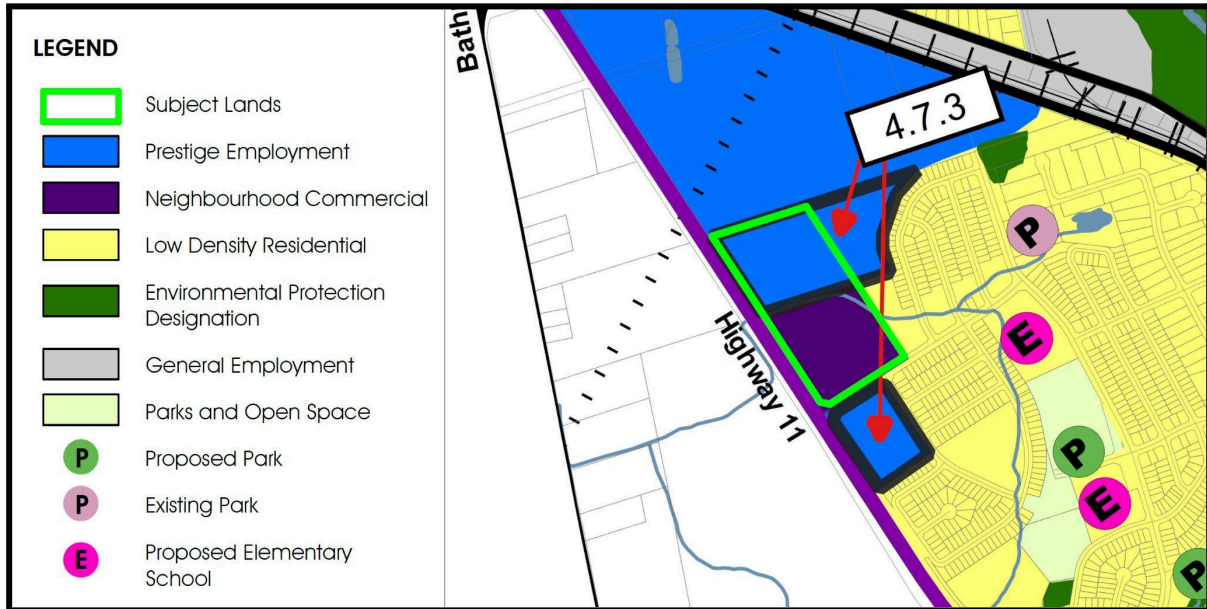 LEGEND
Subject Lands
Prestige Employment
Neighbourhood Commercial
Low Density Residential
Environmental Protection
Designation
General Employment
Parks and Open Space
P
Proposed Park
P
Existing Park
E
Proposed Elementary
School
Bath
4.7.3
Highway 11
P
E
P
E
P